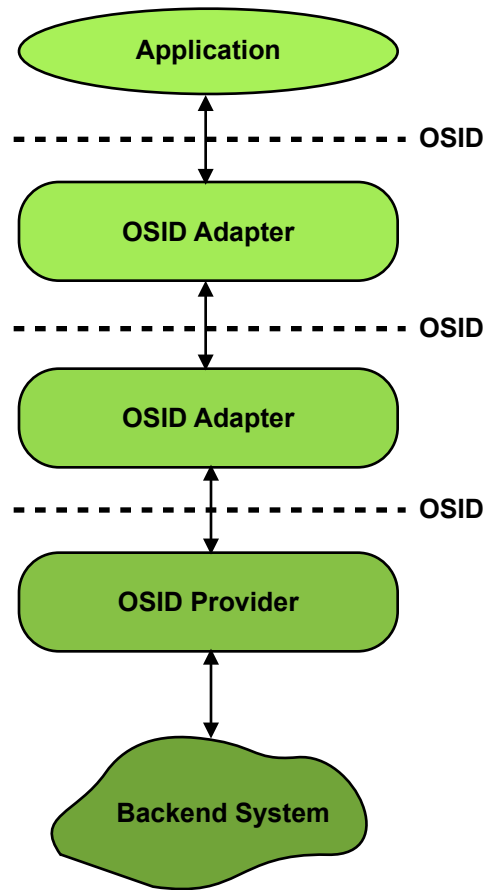 Application
OSID
OSID Adapter
OSID
OSID Adapter
OSID
OSID Provider
Backend System